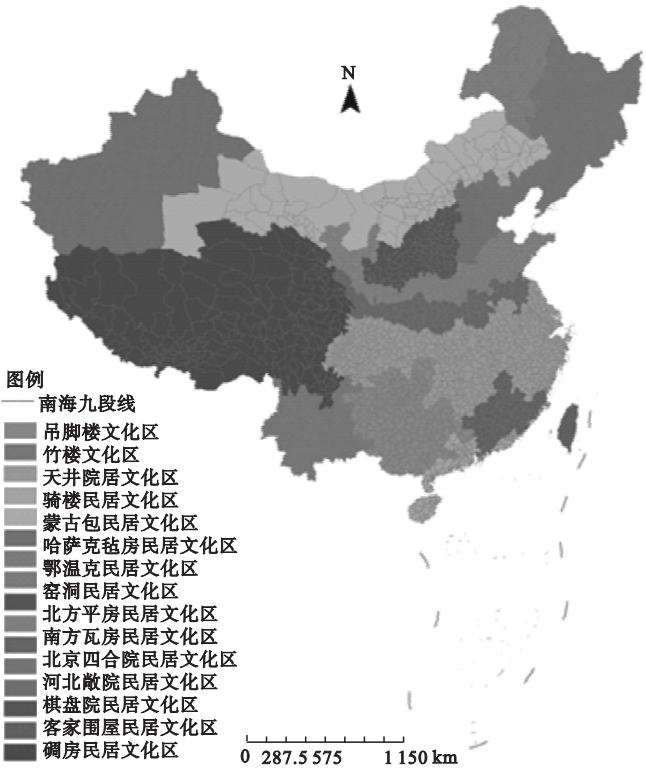 N
图例
南海九段线
吊脚楼文化区
竹楼文化区
天井院居文化区
骑楼民居文化区
蒙古包民居文化区
哈萨克毡房民居文化区
鄂温克民居文化区
窑洞民居文化区
北方平房民居文化区
南方瓦房民居文化区
北京四合院民居文化区
河北敞院民居文化区
棋盘院民居文化区
客家围屋民居文化区
碉房民居文化区
0 287.5 575 1 150 km